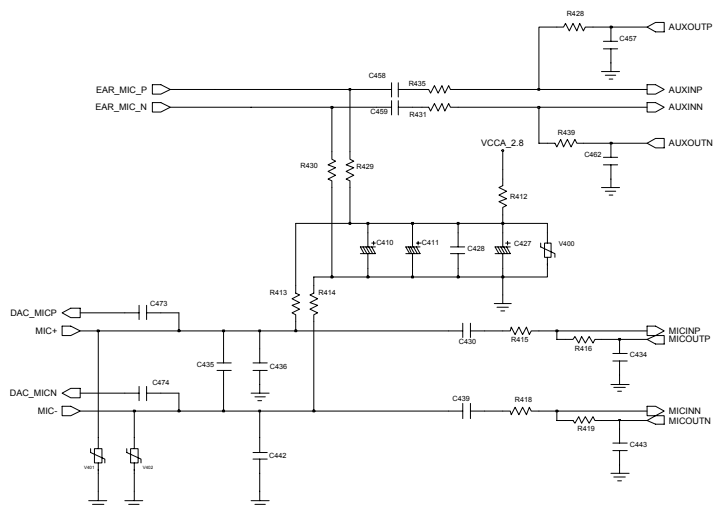 R428
AUXOUTP
C457
C458
R435
EAR_MIC_P
AUXINP
EAR_MIC_N
AUXINN
C459
R431
R439
AUXOUTN
VCCA_2.8
C462
R430
R429
R412
C410
C411
C428
C427
V400
R413
R414
C473
DAC_MICP
MIC+
MICINP
C430
R415
R416
MICOUTP
C435
C436
C434
C474
DAC_MICN
C439
R418
MIC-
MICINN
R419
MICOUTN
V401
V402
C442
C443